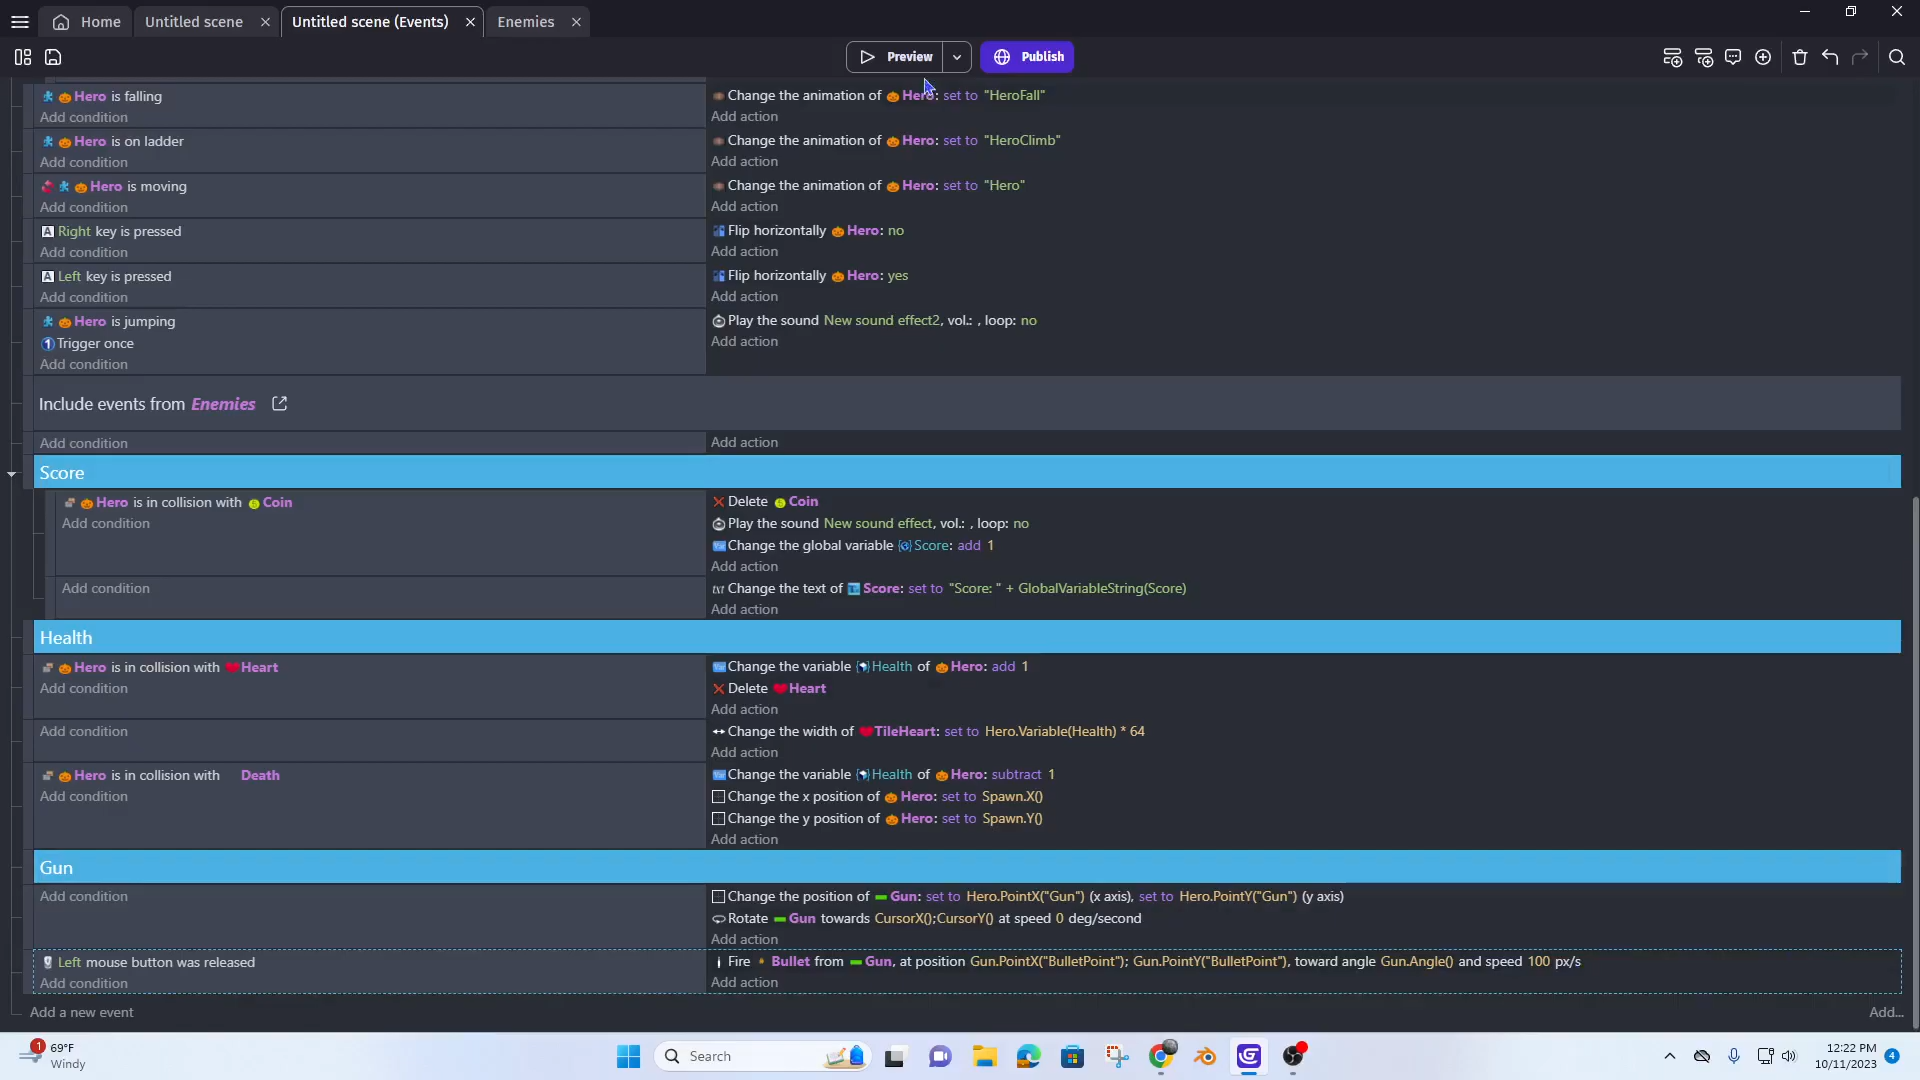 Home
Untitled scene
Untitled scene (Events)
Enemies
Preview
Publish
Hero is falling
Change the animation of Hero: set to "HeroFall"
Add condition
Add action
Hero is on ladder
Change the animation of Hero: set to "HeroClimb"
Add condition
Add action
Hero is moving
Change the animation of Hero: set to "Hero"
Add condition
Add action
A Right key is pressed
Flip horizontally Hero: no
Add condition
Add action
A Left key is pressed
Flip horizontally Hero: yes
Add condition
Add action
Hero is jumping
Play the sound New sound effect2, vol.: , loop: no
1 Trigger once
Add action
Add condition
Include events from Enemies
Add condition
Add action
Score
Hero is in collision with Coin
Delete Coin
Add condition
Play the sound New sound effect, vol.: , loop: no
Change the global variable Score: add 1
Add action
Add condition
Change the text of Score: set to "Score: " + GlobalVariableString(Score)
Add action
Health
Hero is in collision with Heart
Change the variable Health of Hero: add 1
Add condition
Delete Heart
Add action
Add condition
Change the width of TileHeart: set to Hero.Variable(Health) * 64
Add action
Hero is in collision with Death
Change the variable Health of Hero: subtract 1
Add condition
Change the x position of Hero: set to Spawn.X()
Change the y position of Hero: set to Spawn.Y()
Add action
Gun
Add condition
Change the position of Gun: set to Hero.PointX("Gun") (x axis), set to Hero.PointY("Gun") (y axis)
Rotate Gun towards CursorX();CursorY() at speed 0 deg/second
Add action
Left mouse button was released
Fire Bullet from Gun, at position Gun.PointX("BulletPoint"); Gun.PointY("BulletPoint"), toward angle Gun.Angle() and speed 100 px/s
Add condition
Add action
Add a new event
Add...
1
69°F
Windy
Search
12:22 PM
10/11/2023
4